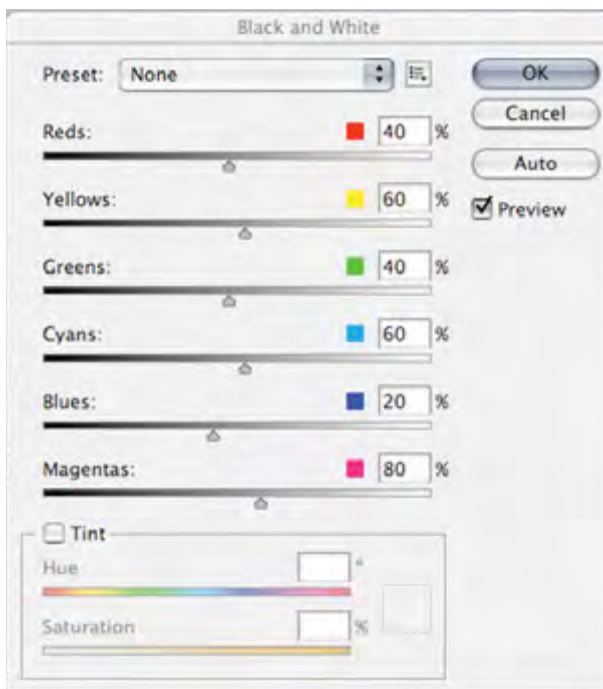 Black and White
Preset: None
OK
Cancel
Auto
Preview
Reds: 40 %
Yellows: 60 %
Greens: 40 %
Cyans: 60 %
Blues: 20 %
Magentas: 80 %
Tint
Hue °
Saturation %